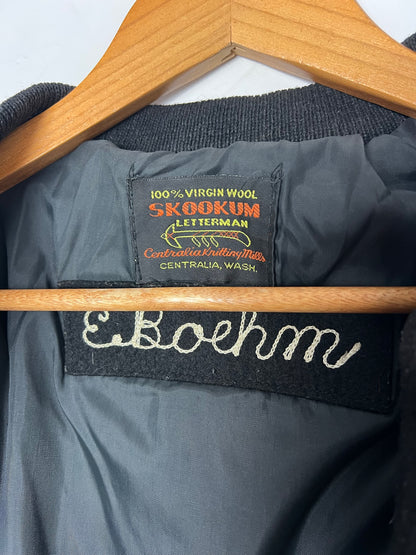 100% VIRGIN WOOL
SKOOKUM
LETTERMAN
Centralia Knitting Mills
CENTRALIA, WASH.
E. Boehm